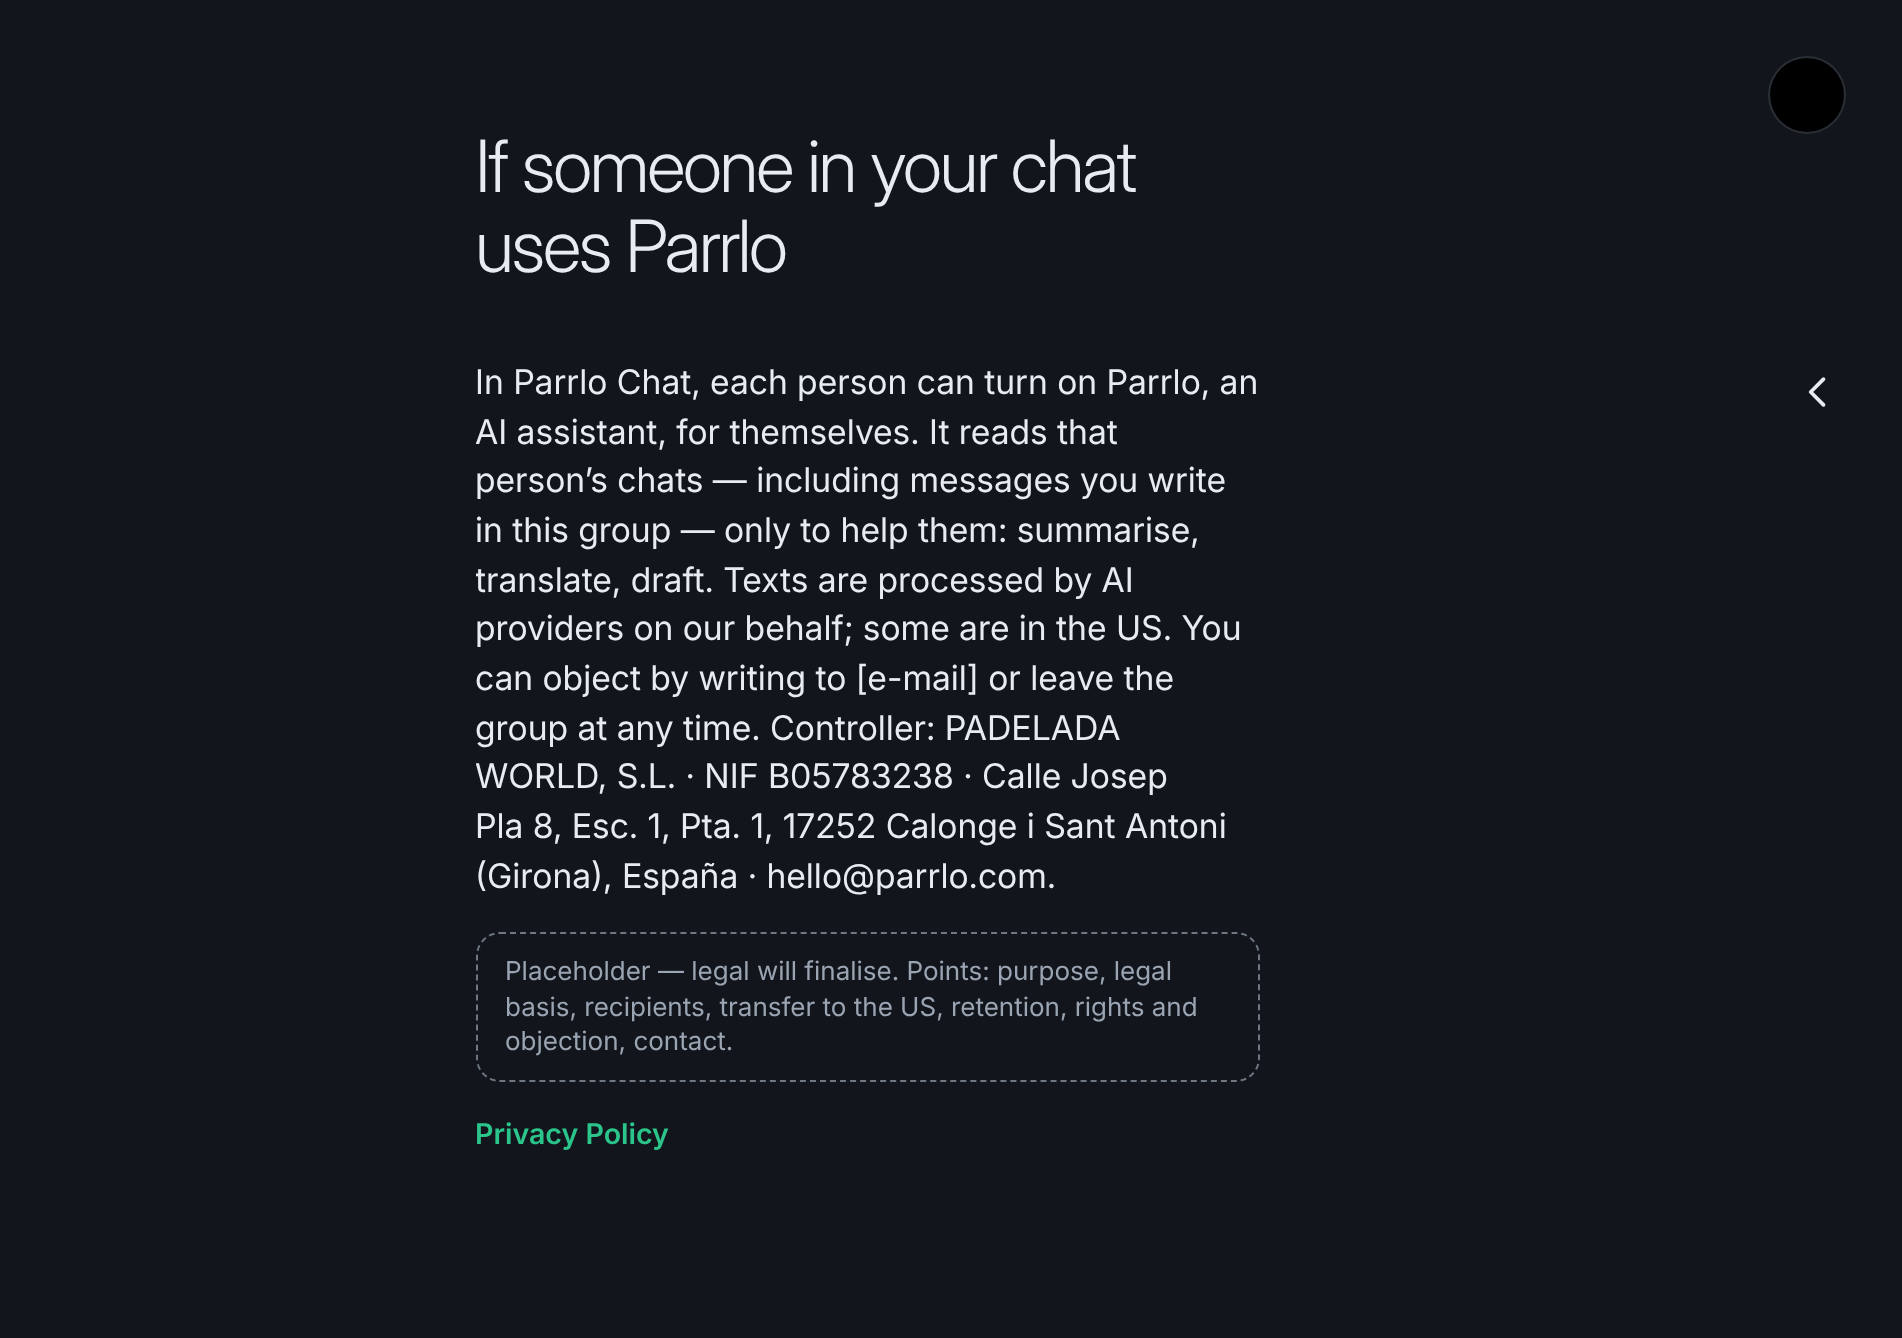 If someone in your chat
uses Parrlo
In Parrlo Chat, each person can turn on Parrlo, an
AI assistant, for themselves. It reads that
person’s chats — including messages you write
in this group — only to help them: summarise,
translate, draft. Texts are processed by AI
providers on our behalf; some are in the US. You
can object by writing to [e-mail] or leave the
group at any time. Controller: PADELADA
WORLD, S.L. · NIF B05783238 · Calle Josep
Pla 8, Esc. 1, Pta. 1, 17252 Calonge i Sant Antoni
(Girona), España · hello@parrlo.com.
Placeholder — legal will finalise. Points: purpose, legal
basis, recipients, transfer to the US, retention, rights and
objection, contact.
Privacy Policy